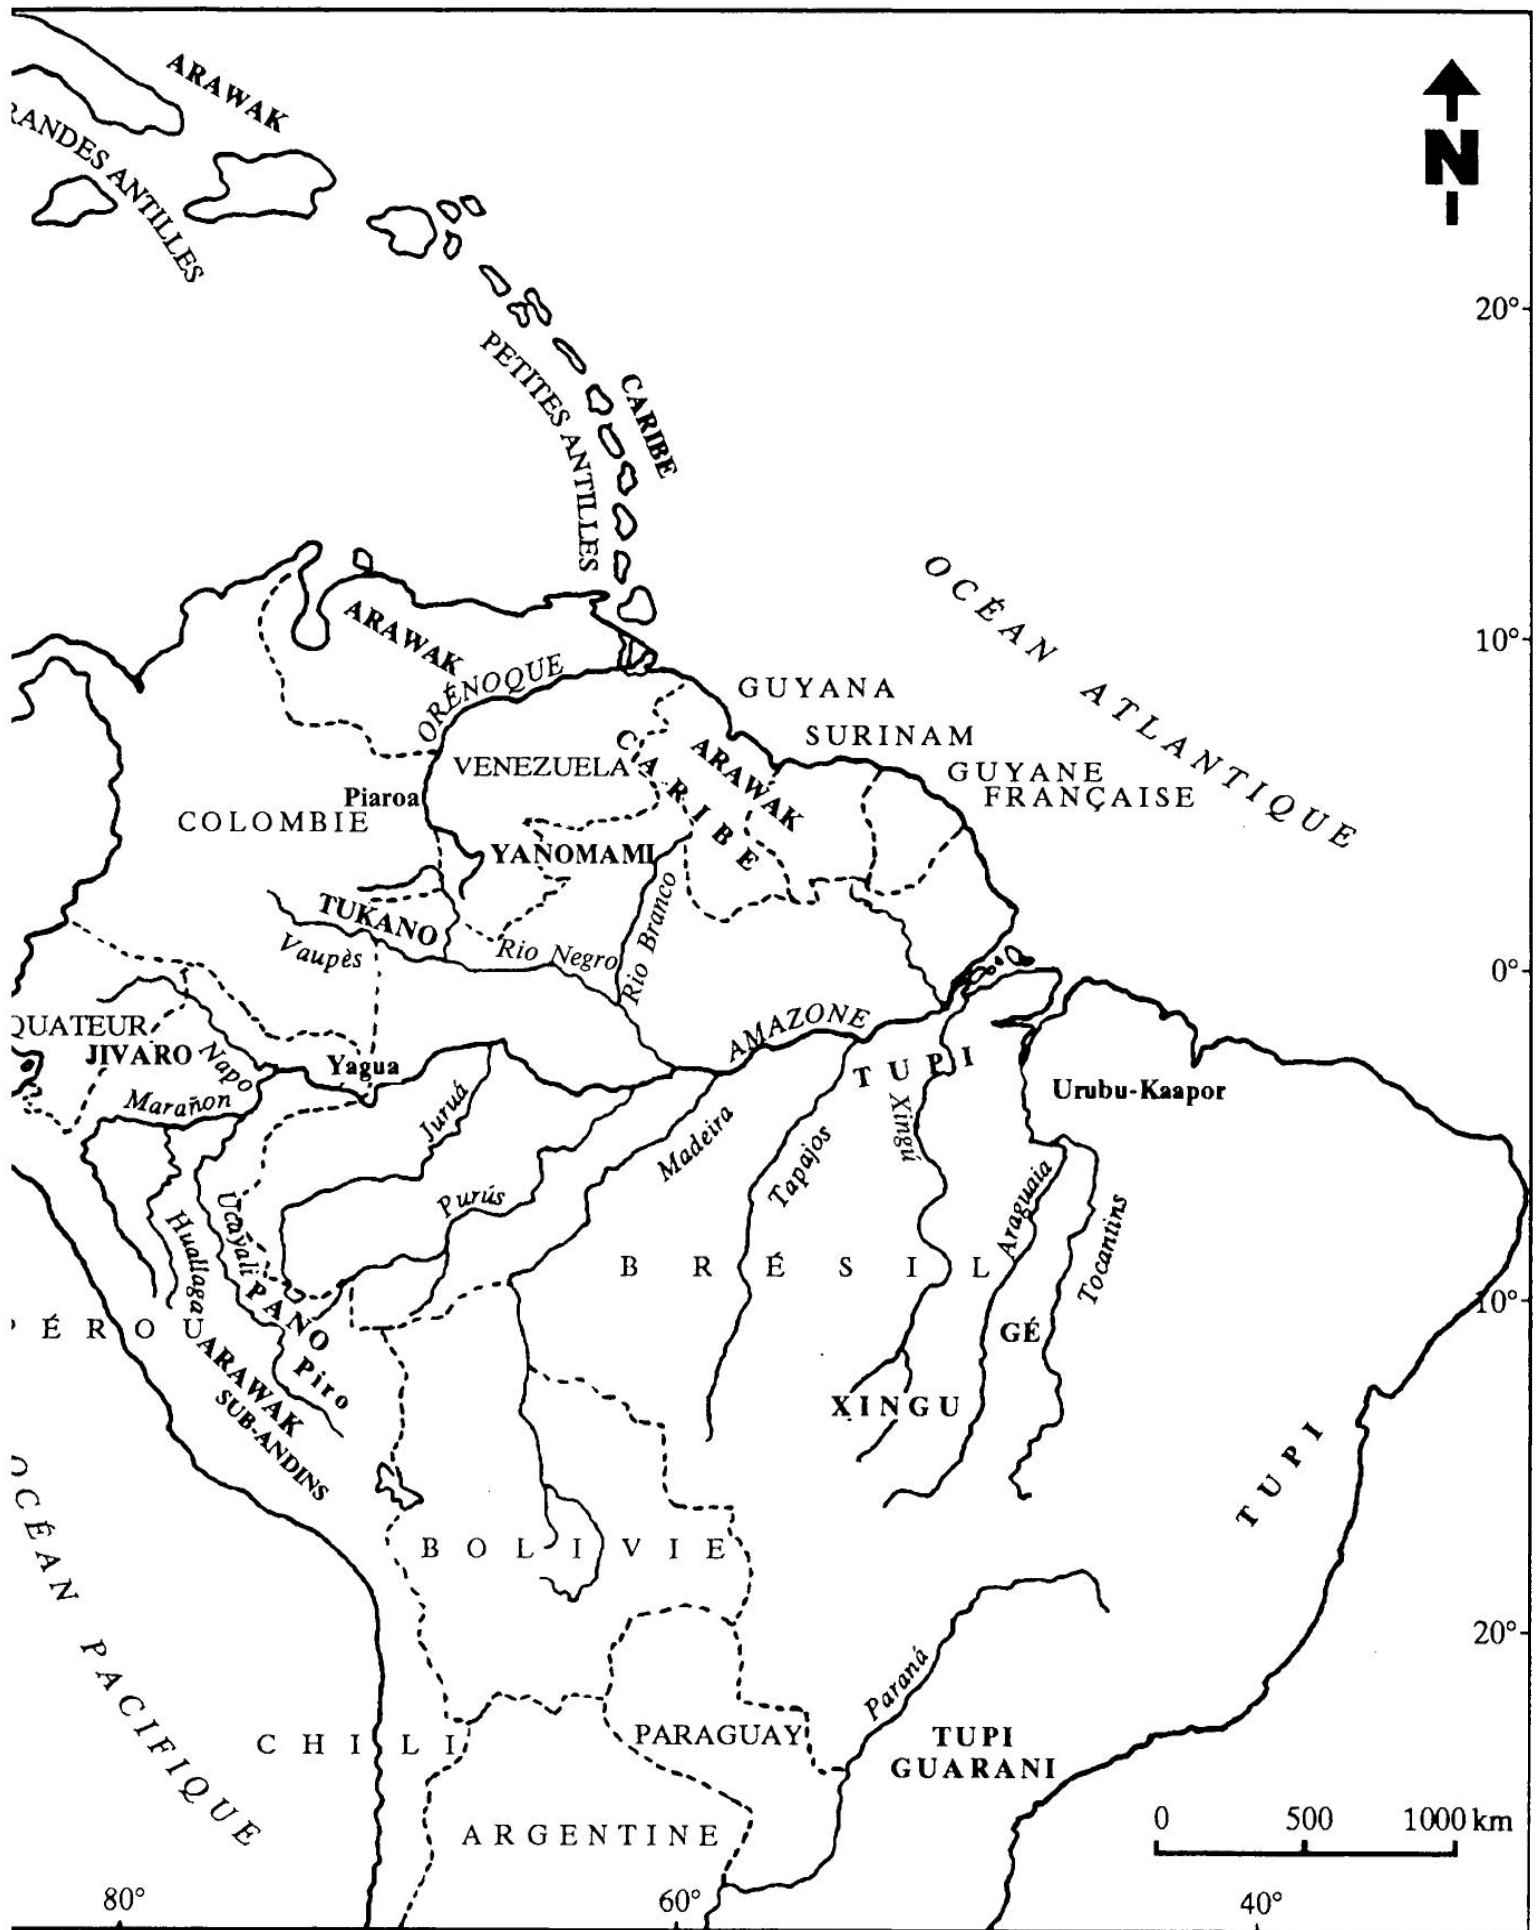 ARAWAK
RANDES ANTILLES
N
20°
PETITES ANTILLES
CARIBE
OCÉAN ATLANTIQUE
ARAWAK
10°
ORÉNOQUE
GUYANA
SURINAM
GUYANE
FRANÇAISE
VENEZUELA
CARIBE
ARAWAK
Piaroa
COLOMBIE
YANOMAMI
TUKANO
Vaupès
Rio Negro
Rio Branco
0°
QUATEUR
JIVARO
Napo
Yagua
AMAZONE
TUPI
Marañon
Juruá
Urubu-Kaapor
Madeira
Tapajos
Xingú
Purús
Araguaia
Tocantins
Ucayali
Huallaga
BRÉSIL
10°
PANO
ÉROU
GÉ
Piro
ARAWAK
SUB-ANDINS
XINGU
TUPI
OCÉAN PACIFIQUE
BOLIVIE
20°
Paraná
CHILI
PARAGUAY
TUPI
GUARANI
ARGENTINE
0 500 1000 km
80° 60° 40°